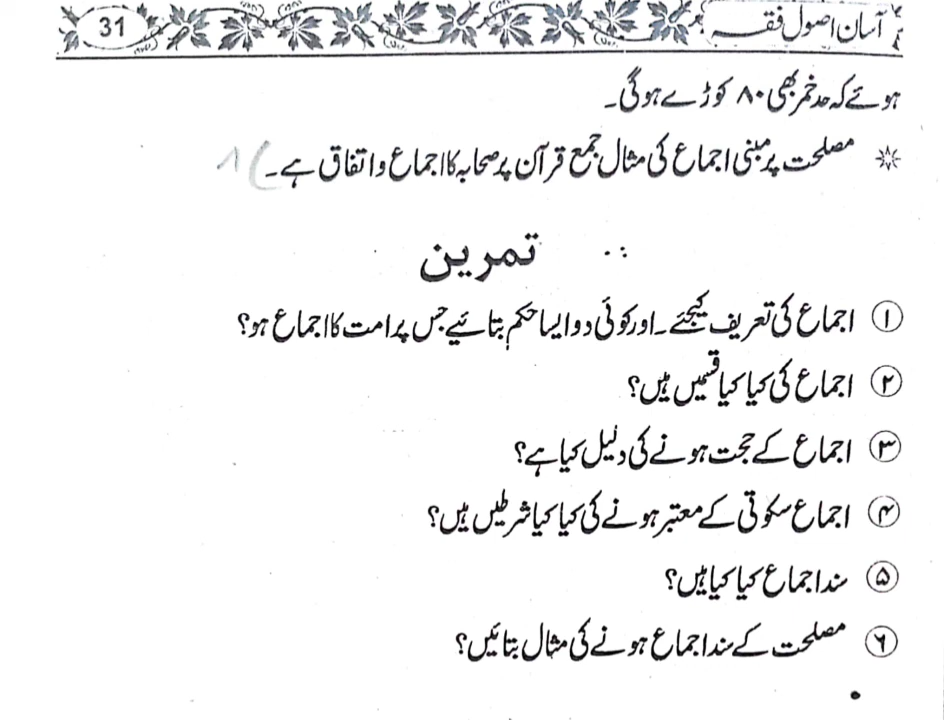 آسان اصول فقہ 31
ہوئے کہ حد خمر بھی ۸۰ کوڑے ہوگی۔
مصلحت پر مبنی اجماع کی مثال جمع قرآن پر صحابہ کا اجماع و اتفاق ہے۔
تمرین
① اجماع کی تعریف کیجئے۔ اور کوئی دو ایسا حکم بتائیے جس پر امت کا اجماع ہو؟
② اجماع کی کیا کیا قسمیں ہیں؟
③ اجماع کے حجت ہونے کی دلیل کیا ہے؟
④ اجماع سکوتی کے معتبر ہونے کی کیا کیا شرطیں ہیں؟
⑤ سند اجماع کیا کیا ہیں؟
⑥ مصلحت کے سند اجماع ہونے کی مثال بتائیں؟